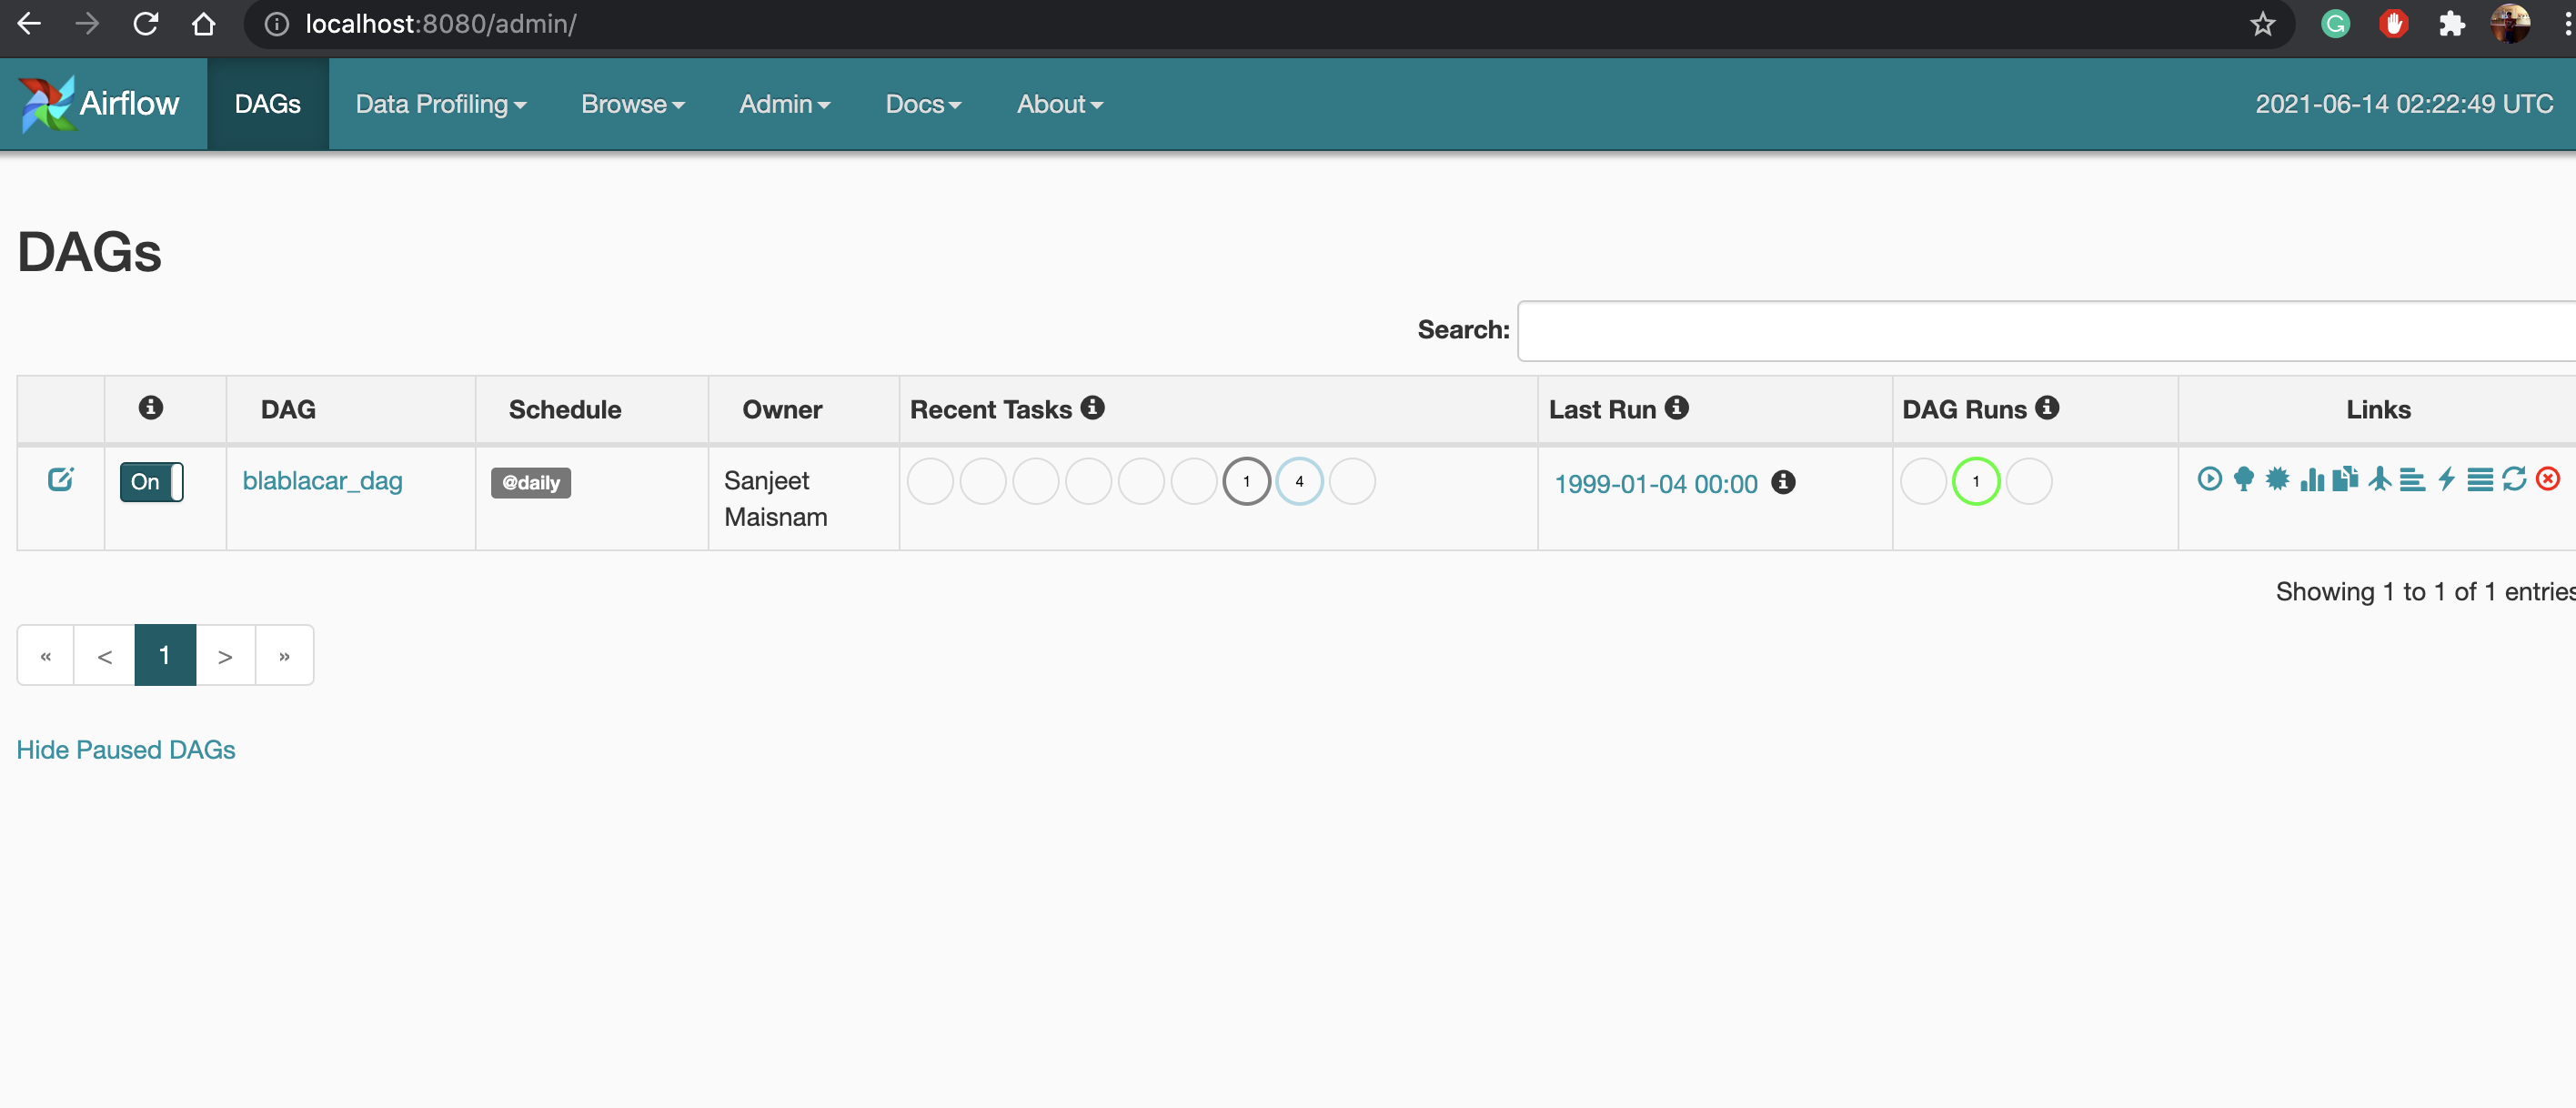 localhost:8080/admin/
Airflow DAGs Data Profiling Browse Admin Docs About 2021-06-14 02:22:49 UTC
DAGs
Search:
DAG Schedule Owner Recent Tasks Last Run DAG Runs Links
On blablacar_dag @daily Sanjeet 1 4 1999-01-04 00:00 1
Maisnam
Showing 1 to 1 of 1 entries
« < 1 > »
Hide Paused DAGs